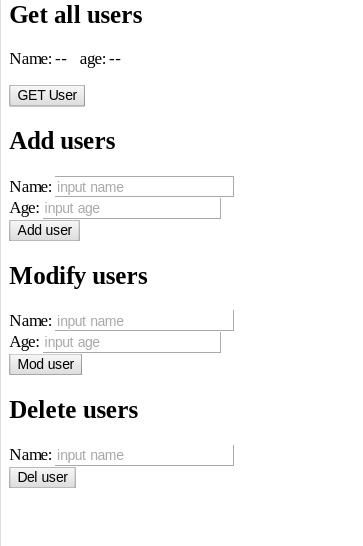 Get all users
Name: -- age: --
GET User
Add users
Name: input name
Age: input age
Add user
Modify users
Name: input name
Age: input age
Mod user
Delete users
Name: input name
Del user